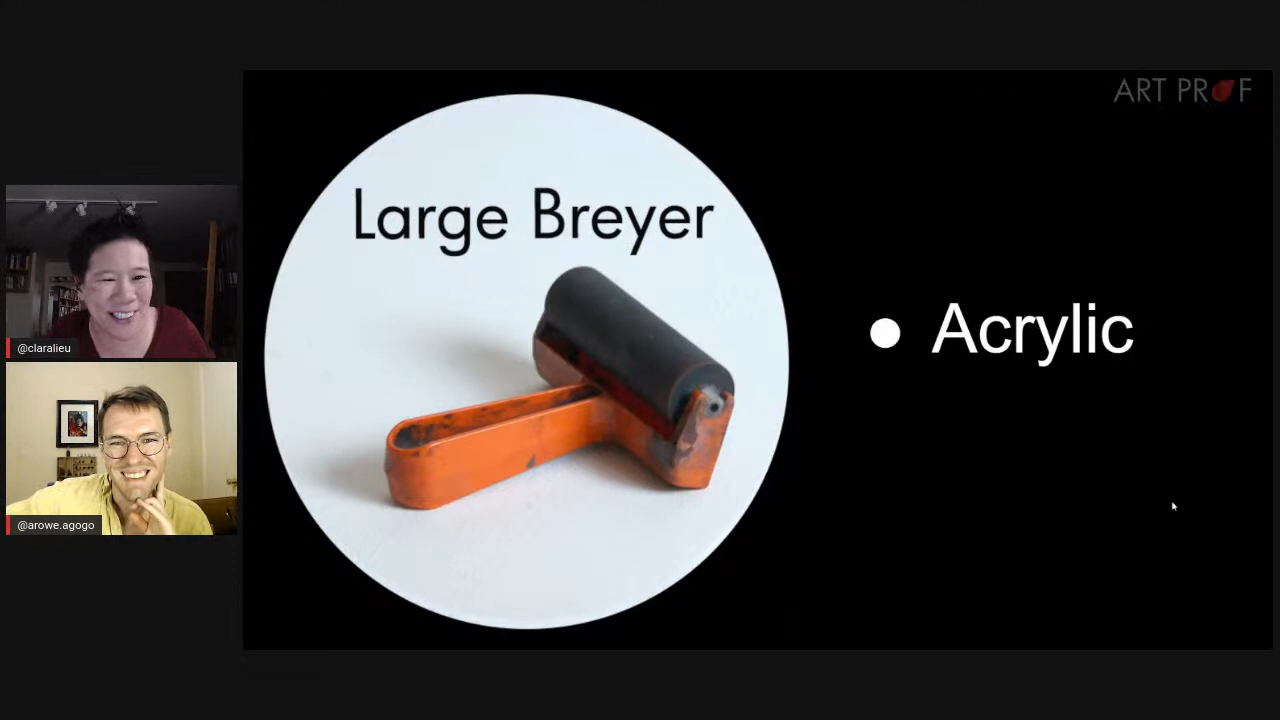 ART PROF
Large Breyer
• Acrylic
@claralieu
@arowe.agogo